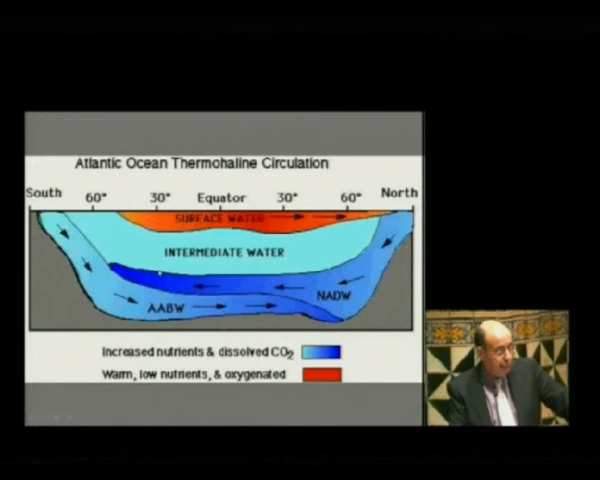 Atlantic Ocean Thermohaline Circulation
South 60° 30° Equator 30° 60° North
SURFACE WATER
INTERMEDIATE WATER
NADW
AABW
Increased nutrients & dissolved CO2
Warm, low nutrients, & oxygenated